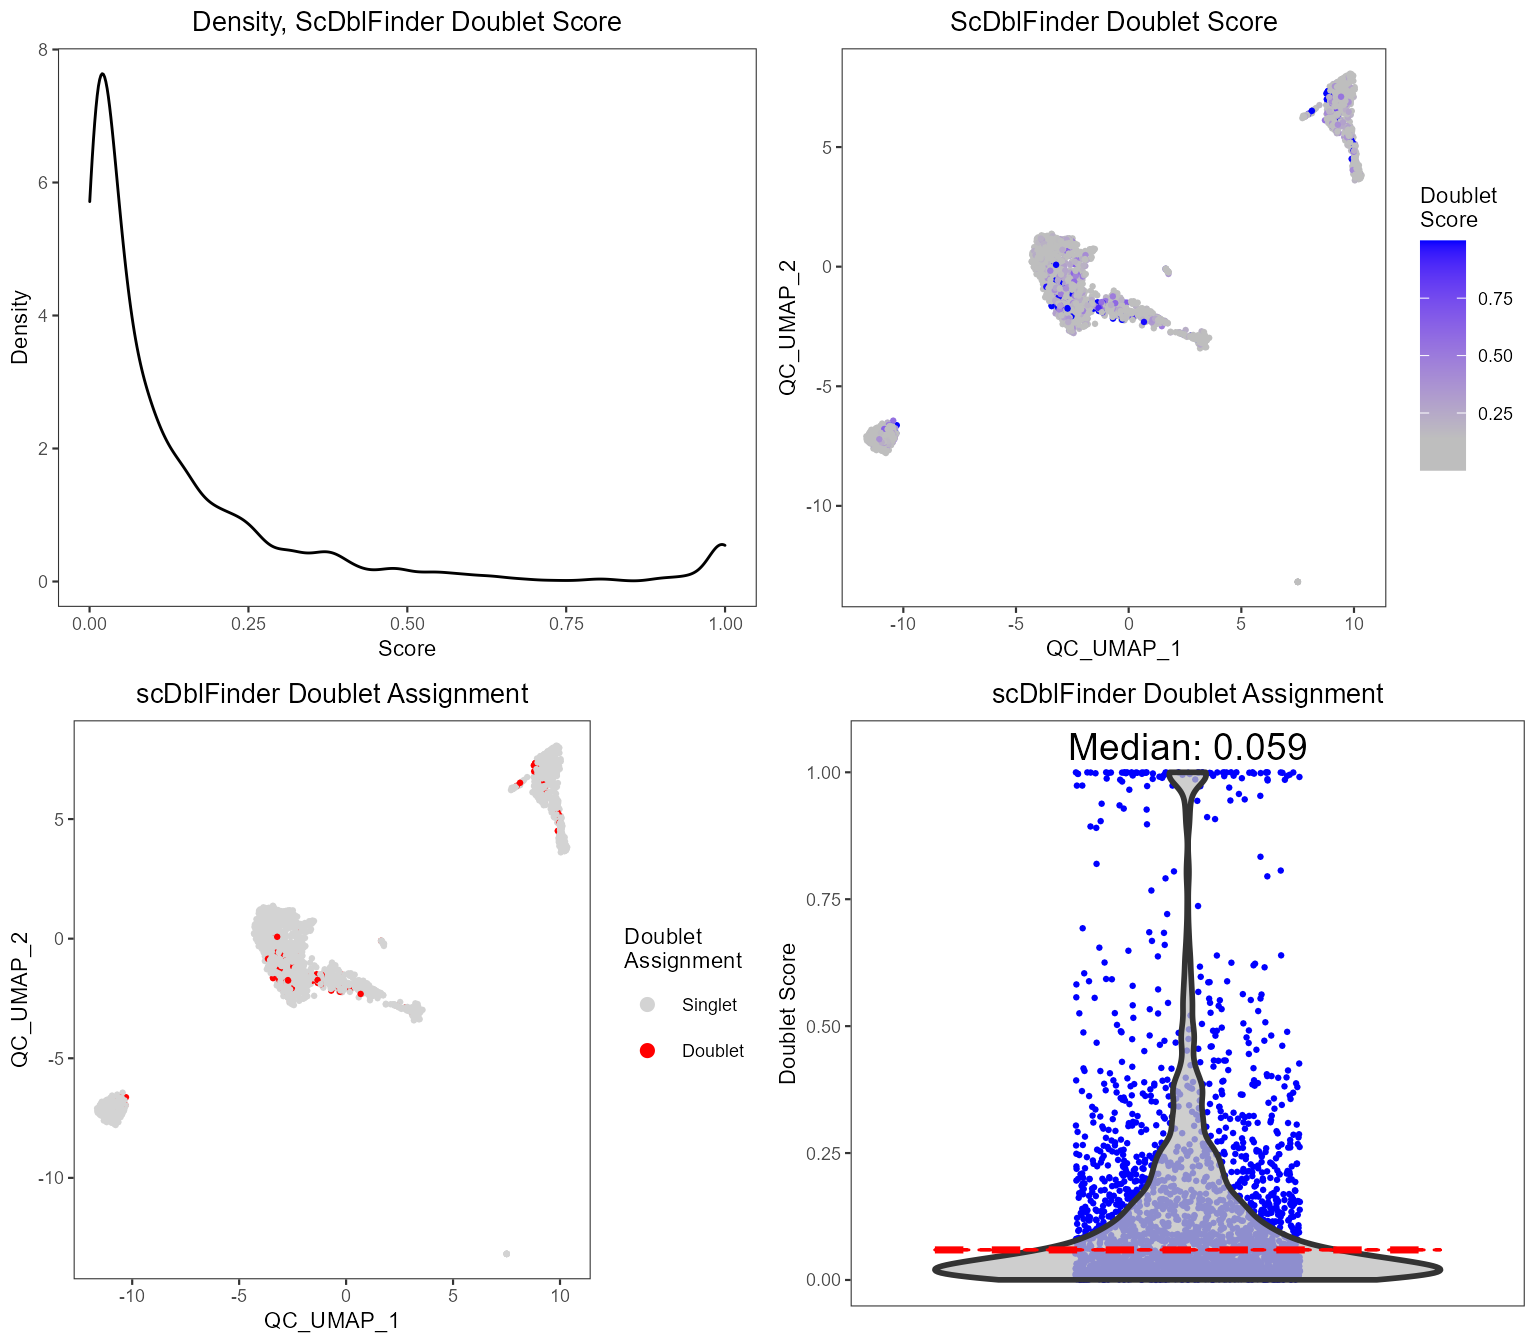 Density, ScDblFinder Doublet Score
8
6
4
2
0
Density
0.00 0.25 0.50 0.75 1.00
Score
ScDblFinder Doublet Score
5
0
-5
-10
QC_UMAP_2
-10 -5 0 5 10
QC_UMAP_1
Doublet
Score
0.75
0.50
0.25
scDblFinder Doublet Assignment
5
0
-5
-10
QC_UMAP_2
-10 -5 0 5 10
QC_UMAP_1
Doublet
Assignment
Singlet
Doublet
scDblFinder Doublet Assignment
Median: 0.059
1.00
0.75
0.50
0.25
0.00
Doublet Score